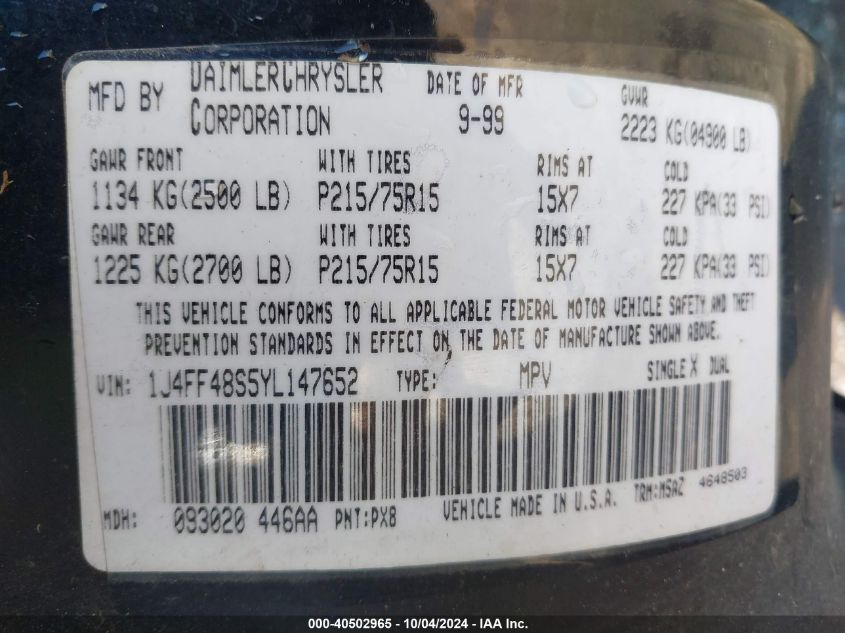 MFD BY DAIMLERCHRYSLER CORPORATION DATE OF MFR 9-99 GVWR 2223 KG(04900 LB)
GAWR FRONT WITH TIRES RIMS AT COLD
1134 KG(2500 LB) P215/75R15 15X7 227 KPA(33 PSI)
GAWR REAR WITH TIRES RIMS AT COLD
1225 KG(2700 LB) P215/75R15 15X7 227 KPA(33 PSI)
THIS VEHICLE CONFORMS TO ALL APPLICABLE FEDERAL MOTOR VEHICLE SAFETY AND THEFT
PREVENTION STANDARDS IN EFFECT ON THE DATE OF MANUFACTURE SHOWN ABOVE.
VIN: 1J4FF48S5YL147652 TYPE: MPV SINGLE X DUAL
MDH: 093020 446AA PNT:PX8 VEHICLE MADE IN U.S.A. TRM:M5AZ 4648503
000-40502965 - 10/04/2024 - IAA Inc.